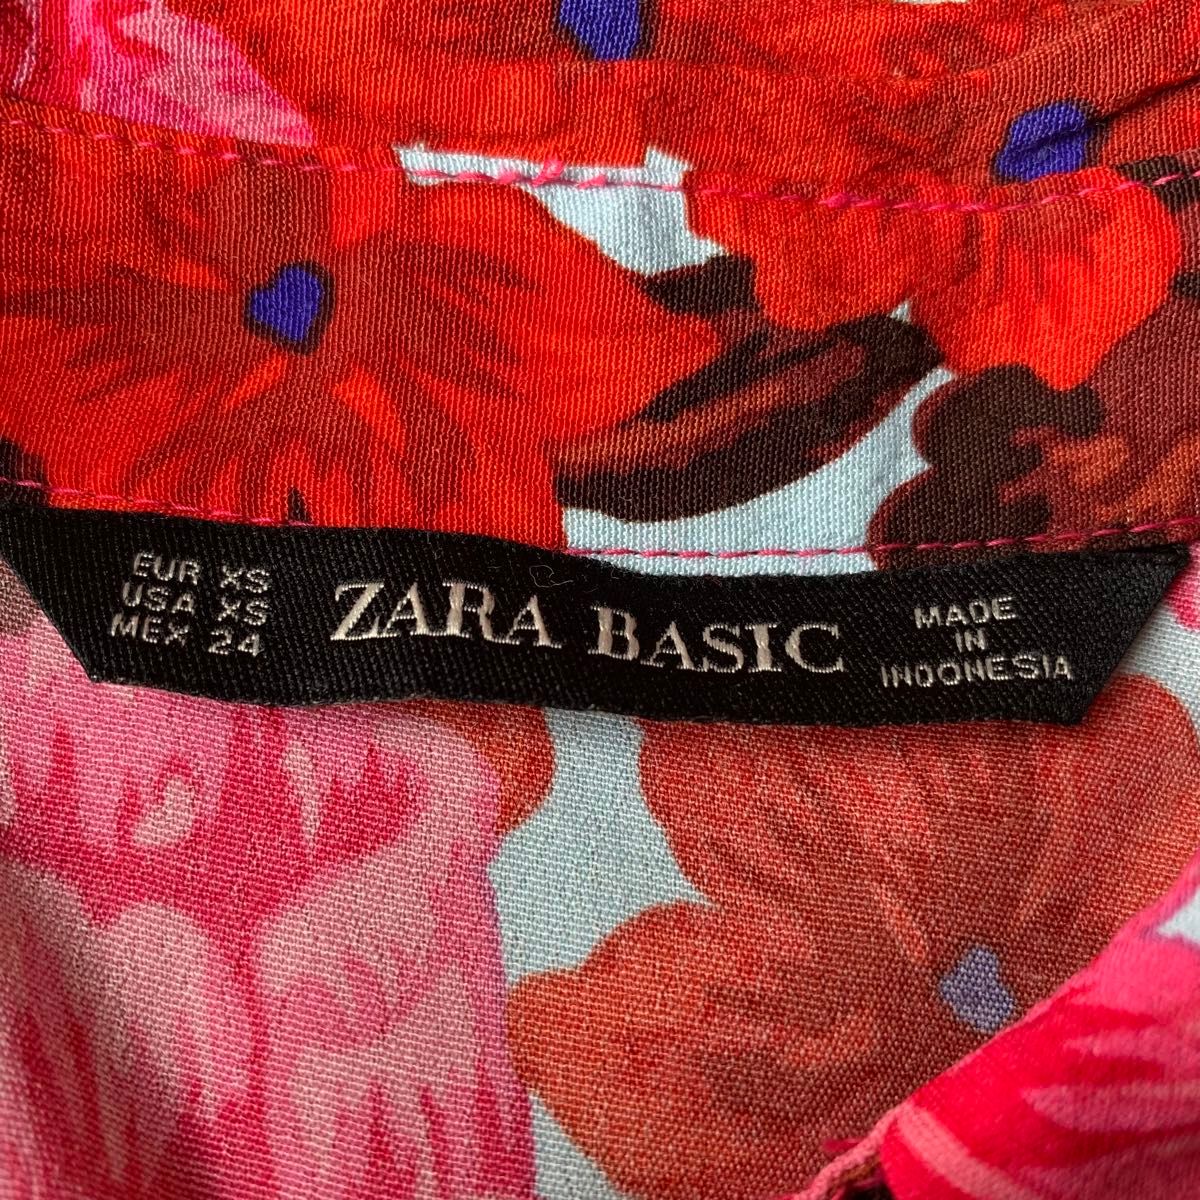 EUR XS
USA XS
MEX 24
ZARA BASIC
MADE
IN
INDONESIA